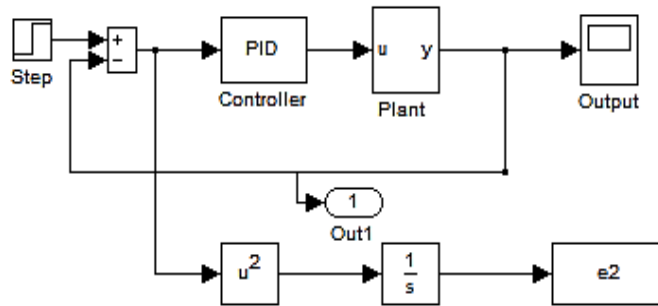 +
−
Step
PID
Controller
u y
Plant
Output
1
Out1
u²
1
s
e2